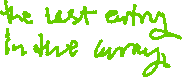 the last entry
in the array.